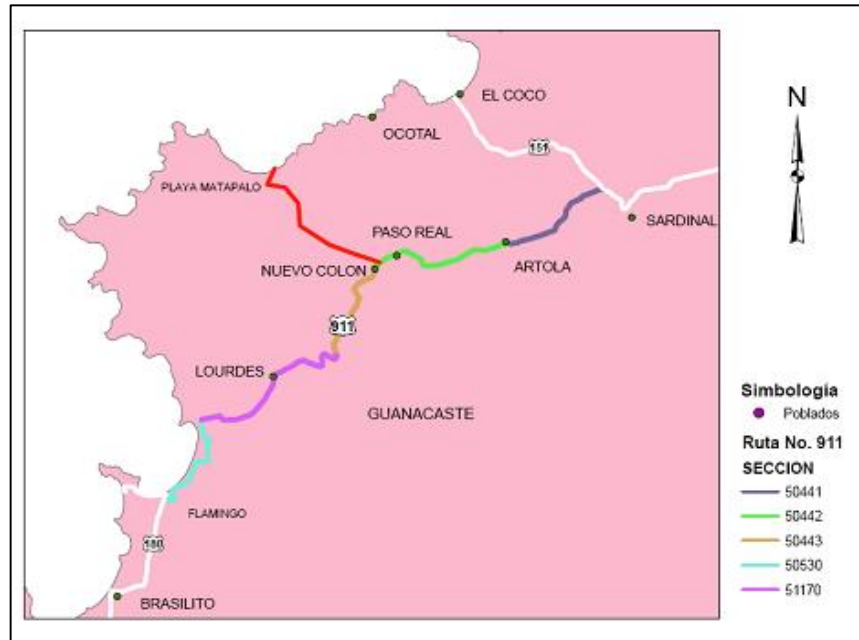 N
EL COCO
OCOTAL
151
PLAYA MATAPALO
SARDINAL
PASO REAL
ARTOLA
NUEVO COLON
911
LOURDES
GUANACASTE
FLAMINGO
180
BRASILITO
Simbología
Poblados
Ruta No. 911
SECCION
50441
50442
50443
50530
51170